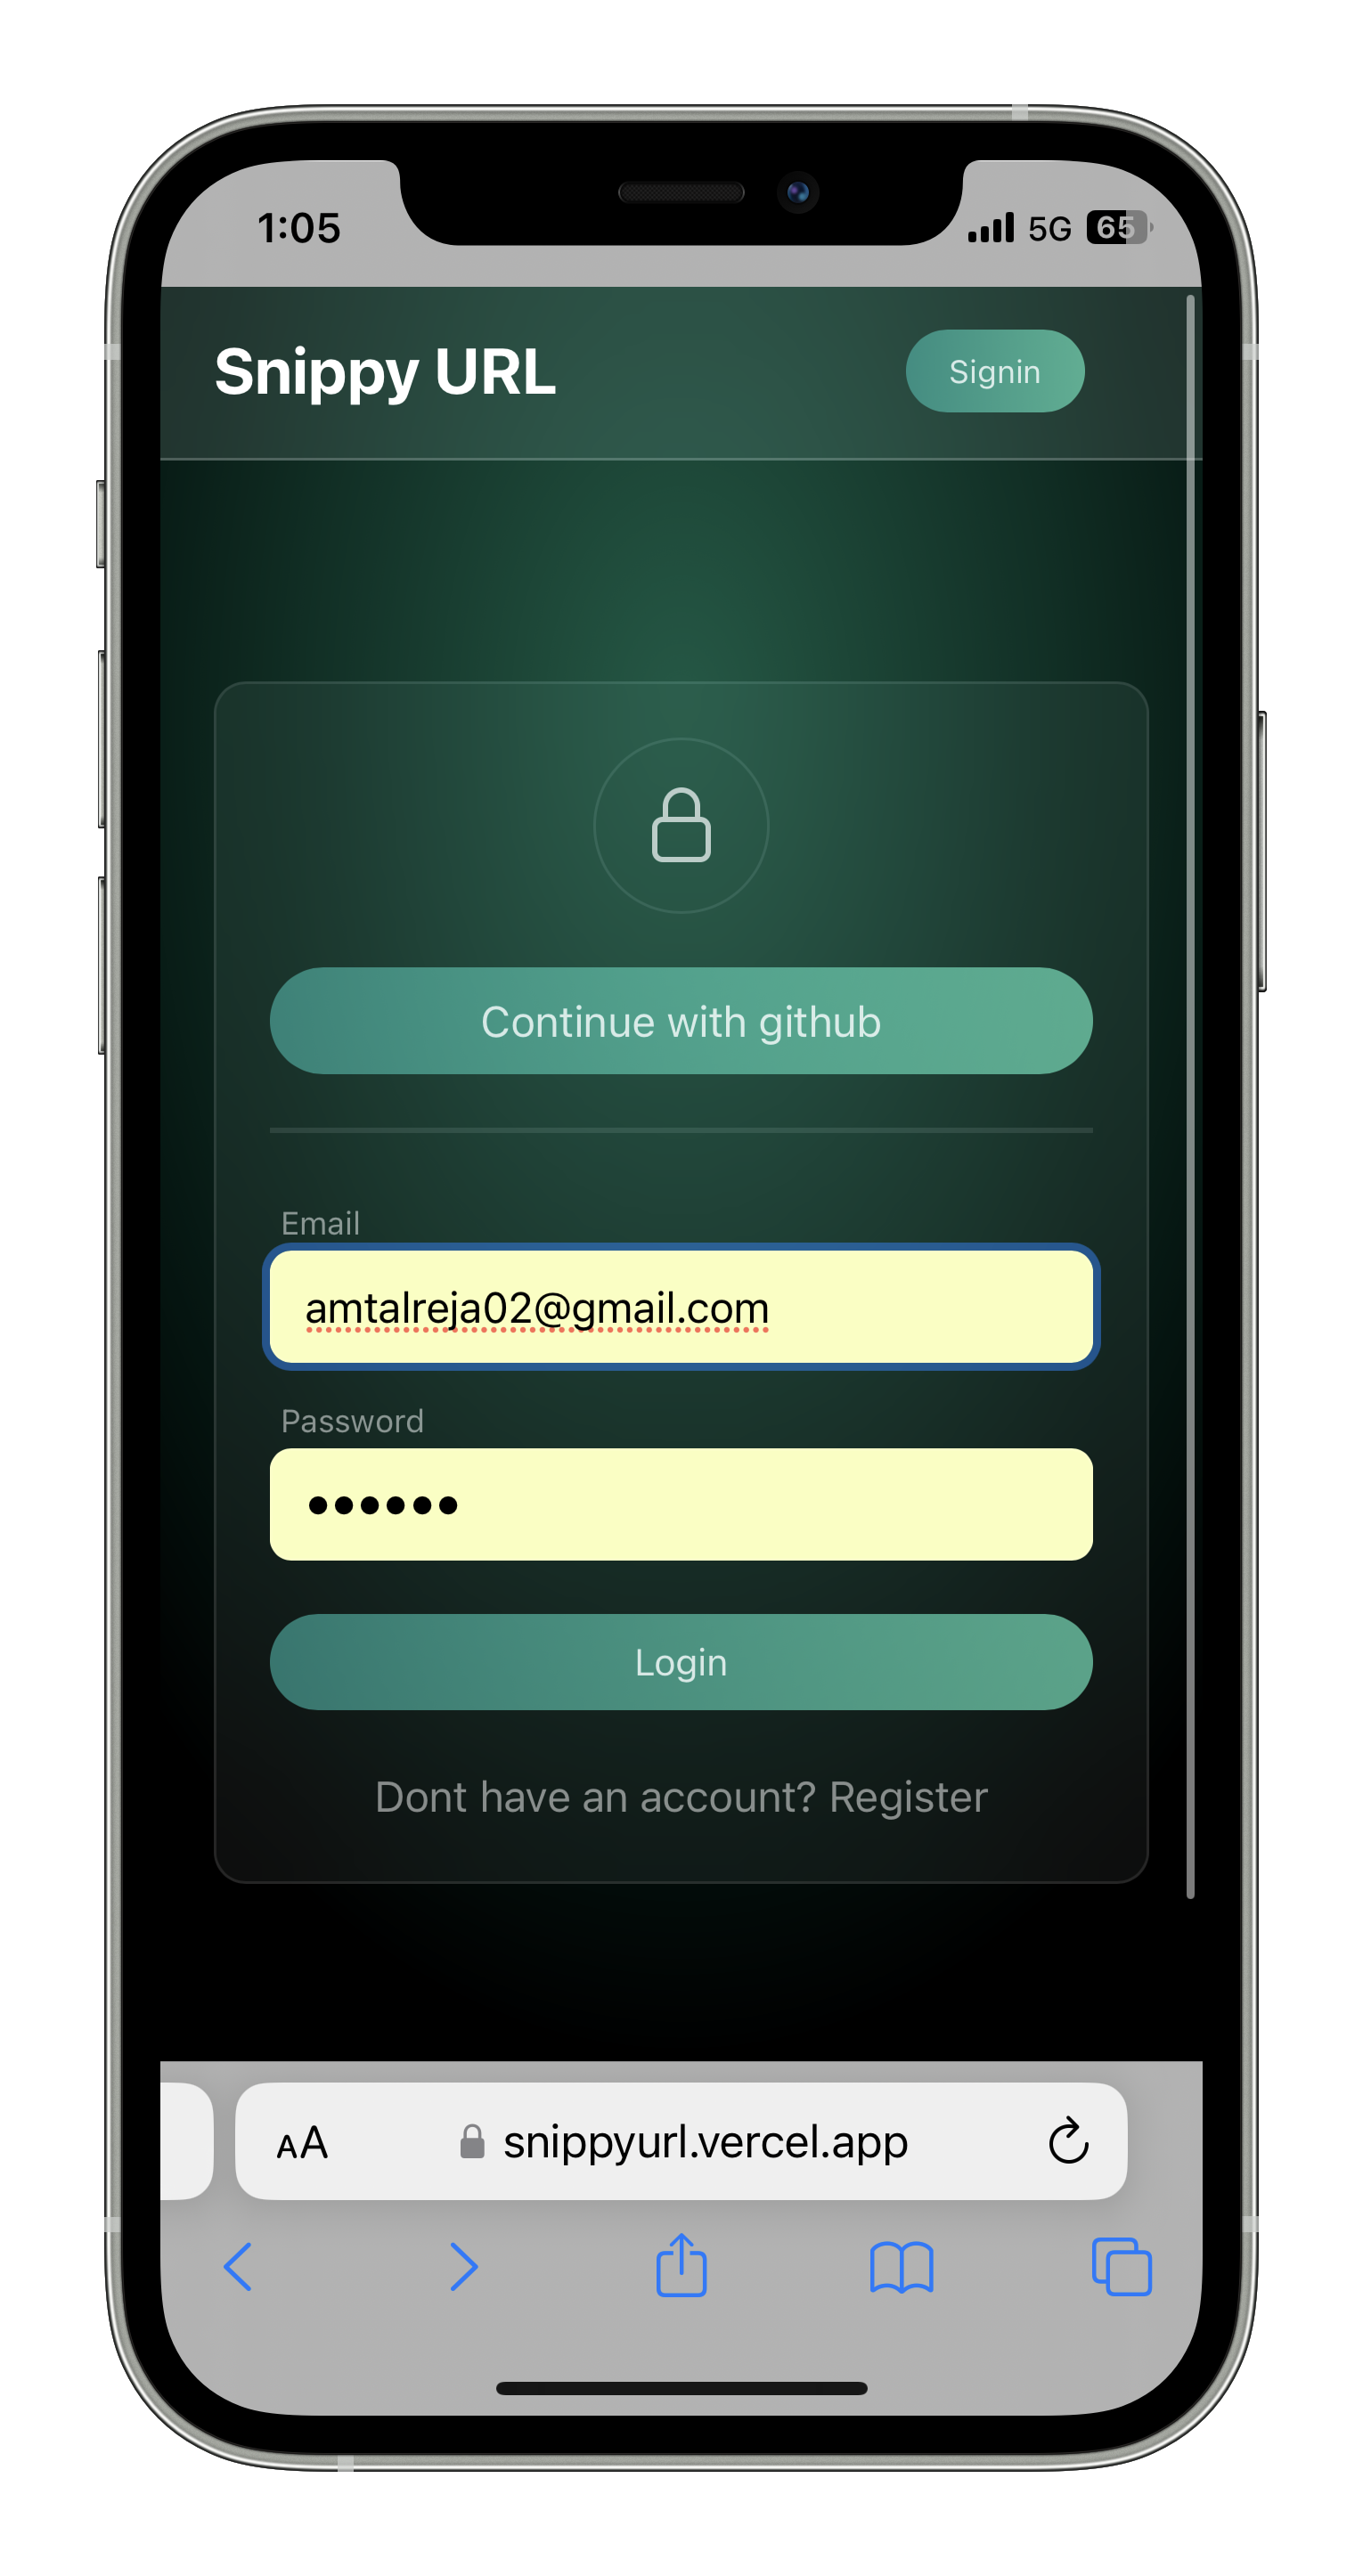 1:05
5G 65
Snippy URL
Signin
Continue with github
Email
amtalreja02@gmail.com
Password
••••••
Login
Dont have an account? Register
AA snippyurl.vercel.app